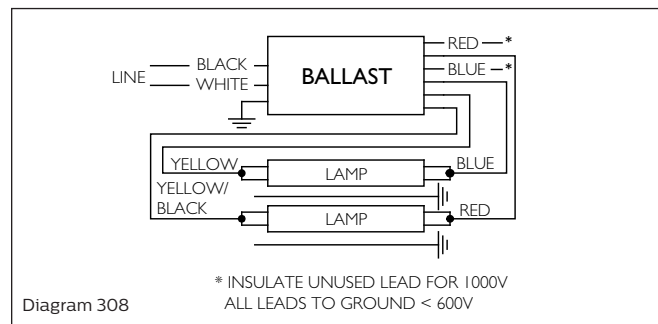 RED *
BLACK
BLUE *
LINE
WHITE
BALLAST
YELLOW
LAMP
BLUE
YELLOW/
BLACK
LAMP
RED
* INSULATE UNUSED LEAD FOR 1000V
ALL LEADS TO GROUND < 600V
Diagram 308